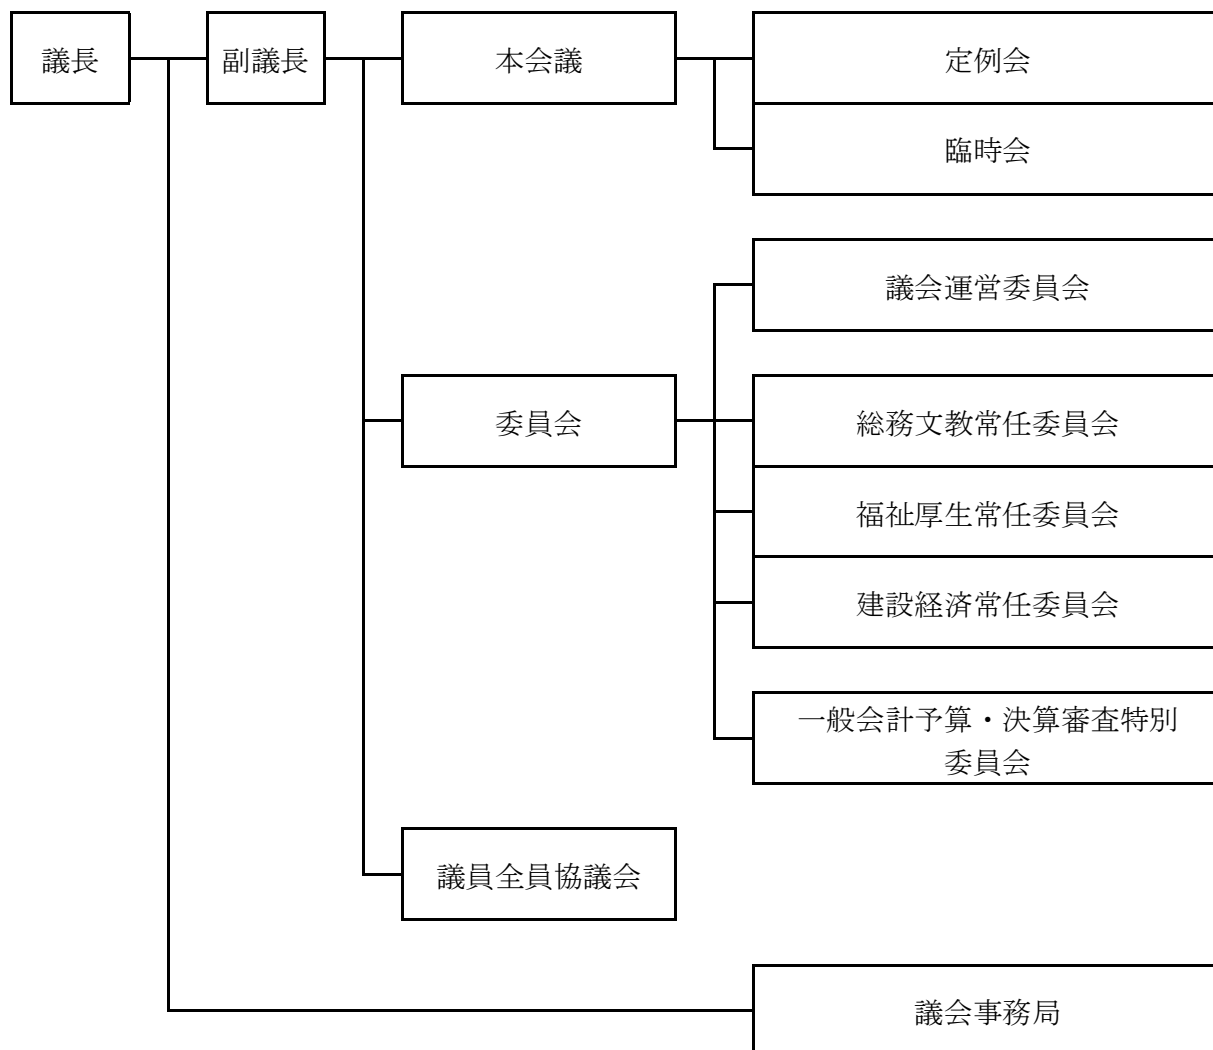 議長
副議長
本会議
定例会
臨時会
議会運営委員会
委員会
総務文教常任委員会
福祉厚生常任委員会
建設経済常任委員会
一般会計予算・決算審査特別
委員会
議員全員協議会
議会事務局